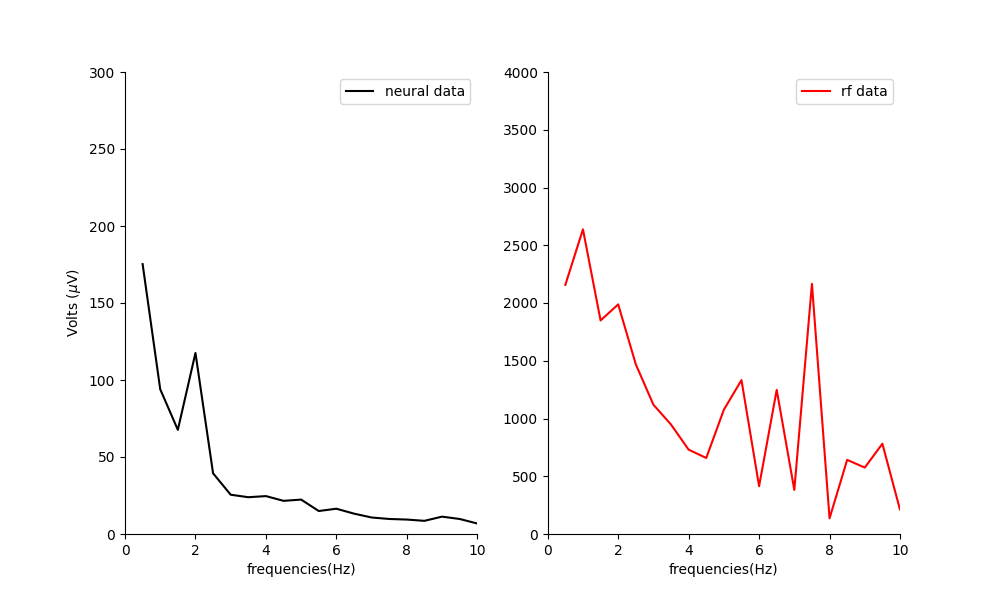 300
250
200
150
100
50
0
Volts (μV)
0 2 4 6 8 10
frequencies(Hz)
neural data
4000
3500
3000
2500
2000
1500
1000
500
0
0 2 4 6 8 10
frequencies(Hz)
rf data